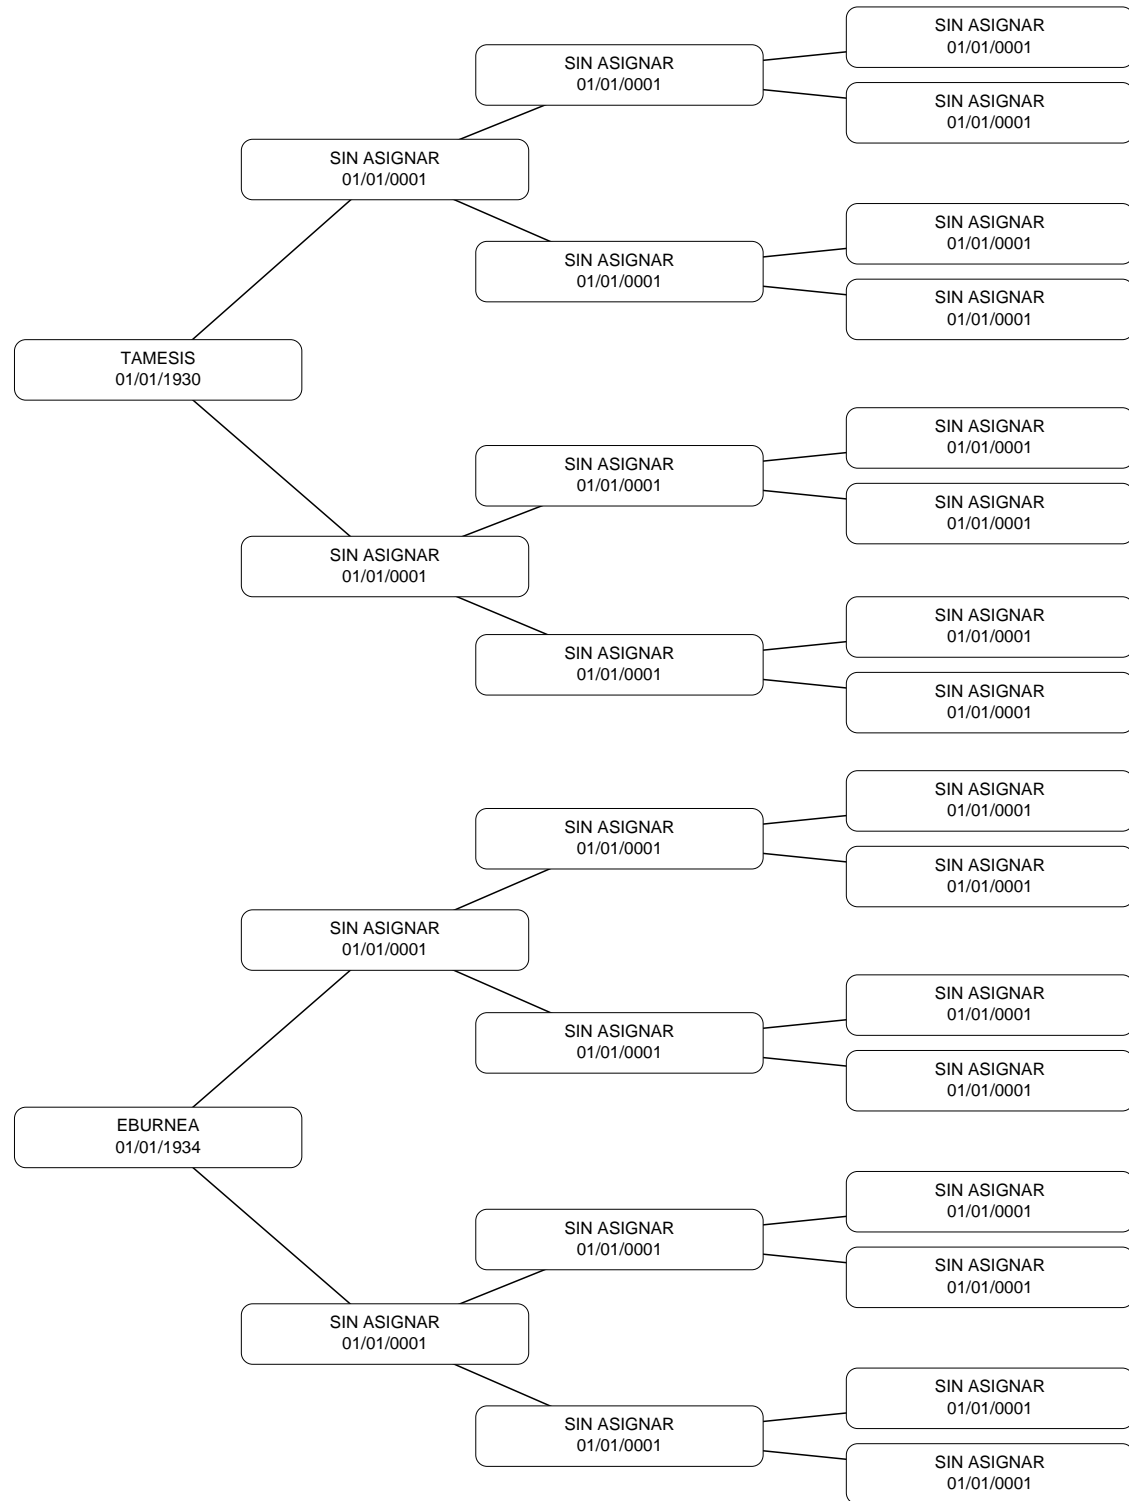 SIN ASIGNAR
01/01/0001
SIN ASIGNAR
01/01/0001
SIN ASIGNAR
01/01/0001
SIN ASIGNAR
01/01/0001
SIN ASIGNAR
01/01/0001
SIN ASIGNAR
01/01/0001
SIN ASIGNAR
01/01/0001
TAMESIS
01/01/1930
SIN ASIGNAR
01/01/0001
SIN ASIGNAR
01/01/0001
SIN ASIGNAR
01/01/0001
SIN ASIGNAR
01/01/0001
SIN ASIGNAR
01/01/0001
SIN ASIGNAR
01/01/0001
SIN ASIGNAR
01/01/0001
SIN ASIGNAR
01/01/0001
SIN ASIGNAR
01/01/0001
SIN ASIGNAR
01/01/0001
SIN ASIGNAR
01/01/0001
SIN ASIGNAR
01/01/0001
SIN ASIGNAR
01/01/0001
SIN ASIGNAR
01/01/0001
EBURNEA
01/01/1934
SIN ASIGNAR
01/01/0001
SIN ASIGNAR
01/01/0001
SIN ASIGNAR
01/01/0001
SIN ASIGNAR
01/01/0001
SIN ASIGNAR
01/01/0001
SIN ASIGNAR
01/01/0001
SIN ASIGNAR
01/01/0001